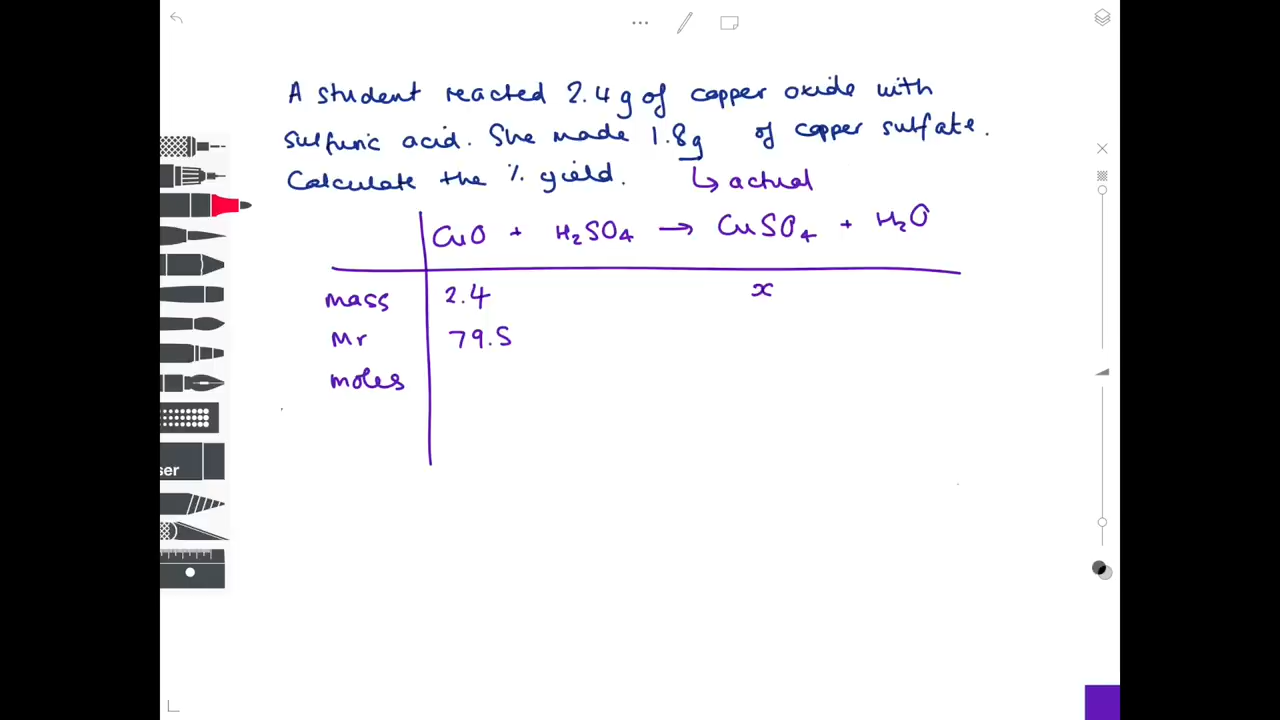 A student reacted 2.4g of copper oxide with
sulfuric acid. She made 1.8g of copper sulfate.
Calculate the % yield. ↳ actual
CuO + H₂SO₄ → CuSO₄ + H₂O
mass 2.4 x
Mr 79.5
moles
ser